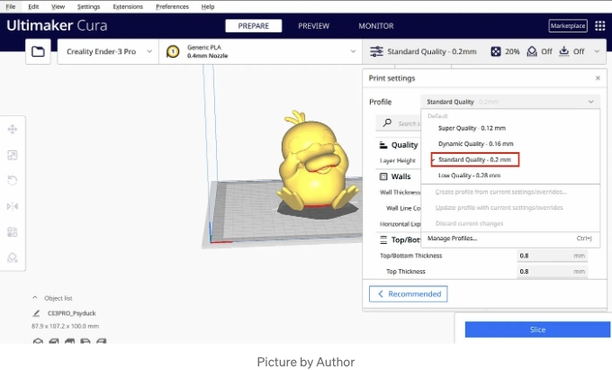 File Edit View Settings Extensions Preferences Help
Ultimaker Cura
PREPARE PREVIEW MONITOR
Marketplace
Creality Ender-3 Pro
Generic PLA
0.4mm Nozzle
Standard Quality - 0.2mm
20% Off Off
Print settings
Profile Standard Quality 0.2mm
Search
Default
Super Quality - 0.12 mm
Dynamic Quality - 0.16 mm
Standard Quality - 0.2 mm
Low Quality - 0.28 mm
Create profile from current settings/overrides...
Update profile with current settings/overrides
Discard current changes
Manage Profiles... Ctrl+J
Quality
Layer Height
Walls
Wall Thickness
Wall Line Co
Horizontal Exp
Top/Bot
Top/Bottom Thickness 0.8 mm
Top Thickness 0.8 mm
Recommended
Object list
CE3PRO_Psyduck
87.9 x 107.2 x 100.0 mm
Slice
Picture by Author